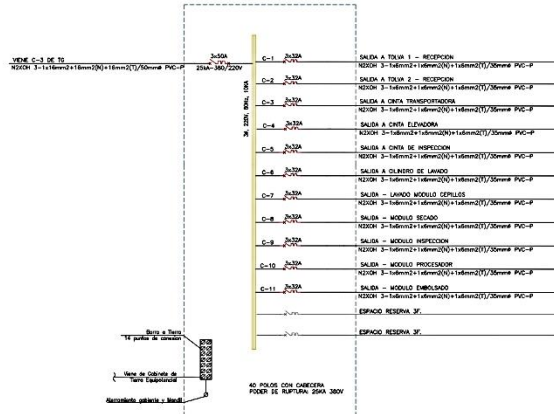 3x50A
VIENE C-3 DE TG
N2XOH 3-1x16mm2+16mm2(N)+16mm2(T)/50mmø PVC-P
25kA-380/220V
3Ø, 220V, 60Hz, 10KA
C-1 3x32A SALIDA A TOLVA 1 - RECEPCION
N2XOH 3-1x6mm2+1x6mm2(N)+1x6mm2(T)/35mmø PVC-P
C-2 3x32A SALIDA A TOLVA 2 - RECEPCION
N2XOH 3-1x6mm2+1x6mm2(N)+1x6mm2(T)/35mmø PVC-P
C-3 3x32A SALIDA A CINTA TRANSPORTADORA
N2XOH 3-1x6mm2+1x6mm2(N)+1x6mm2(T)/35mmø PVC-P
C-4 3x32A SALIDA A CINTA ELEVADORA
N2XOH 3-1x6mm2+1x6mm2(N)+1x6mm2(T)/35mmø PVC-P
C-5 3x32A SALIDA A CINTA DE INSPECCION
N2XOH 3-1x6mm2+1x6mm2(N)+1x6mm2(T)/35mmø PVC-P
C-6 3x32A SALIDA A CILINDRO DE LAVADO
N2XOH 3-1x6mm2+1x6mm2(N)+1x6mm2(T)/35mmø PVC-P
C-7 3x32A SALIDA - LAVADO MODULO CEPILLOS
N2XOH 3-1x6mm2+1x6mm2(N)+1x6mm2(T)/35mmø PVC-P
C-8 3x32A SALIDA - MODULO SECADO
N2XOH 3-1x6mm2+1x6mm2(N)+1x6mm2(T)/35mmø PVC-P
C-9 3x32A SALIDA - MODULO INSPECCION
N2XOH 3-1x6mm2+1x6mm2(N)+1x6mm2(T)/35mmø PVC-P
C-10 3x32A SALIDA - MODULO PROCESADOR
N2XOH 3-1x6mm2+1x6mm2(N)+1x6mm2(T)/35mmø PVC-P
C-11 3x32A SALIDA - MODULO EMBOLSADO
N2XOH 3-1x6mm2+1x6mm2(N)+1x6mm2(T)/35mmø PVC-P
ESPACIO RESERVA 3F.
ESPACIO RESERVA 3F.
Barra a Tierra
14 puntos de conexion
Viene de Gabinete de
Tierra Equipotencial
Aterramiento gabinete y Mandil
40 POLOS CON CABECERA
PODER DE RUPTURA: 25KA 380V